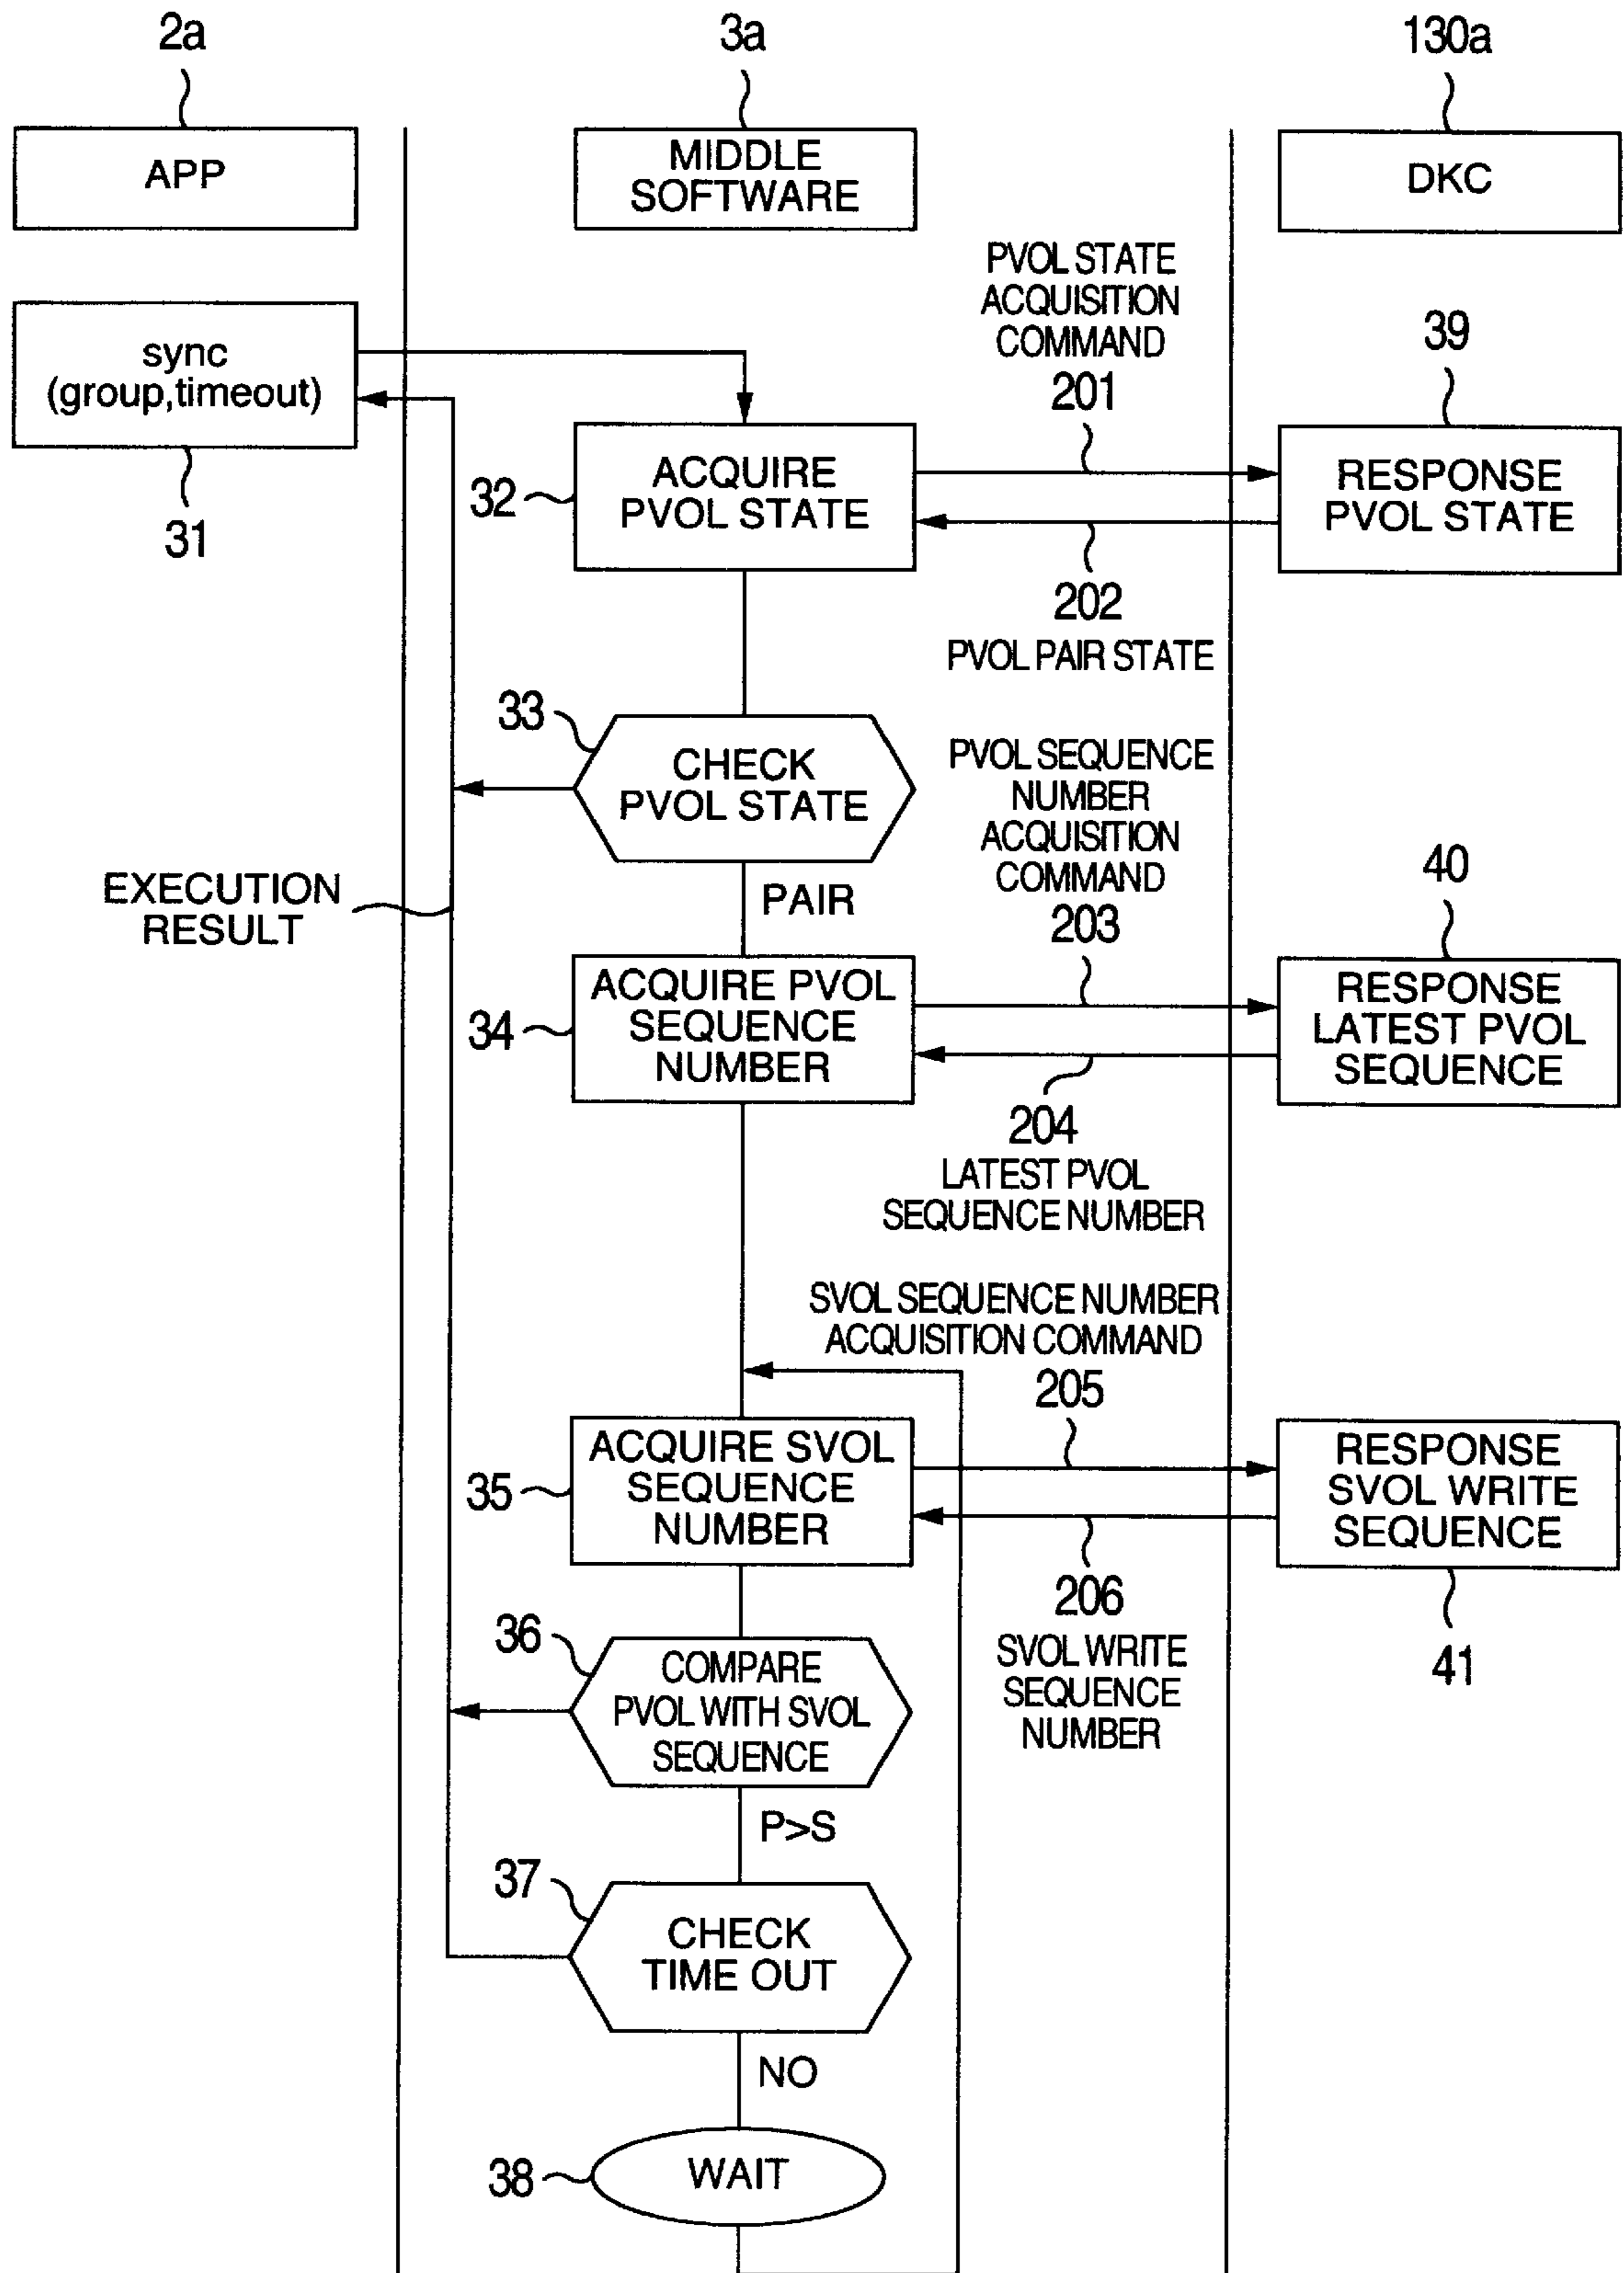 2a
3a
130a
APP
MIDDLE
SOFTWARE
DKC
sync
(group,timeout)
31
PVOL STATE
ACQUISITION
COMMAND
201
39
32
ACQUIRE
PVOL STATE
RESPONSE
PVOL STATE
202
PVOL PAIR STATE
33
CHECK
PVOL STATE
PVOL SEQUENCE
NUMBER
ACQUISITION
COMMAND
203
EXECUTION
RESULT
PAIR
40
34
ACQUIRE PVOL
SEQUENCE
NUMBER
RESPONSE
LATEST PVOL
SEQUENCE
204
LATEST PVOL
SEQUENCE NUMBER
SVOL SEQUENCE NUMBER
ACQUISITION COMMAND
205
35
ACQUIRE SVOL
SEQUENCE
NUMBER
RESPONSE
SVOL WRITE
SEQUENCE
206
SVOL WRITE
SEQUENCE
NUMBER
41
36
COMPARE
PVOL WITH SVOL
SEQUENCE
P>S
37
CHECK
TIME OUT
NO
38
WAIT